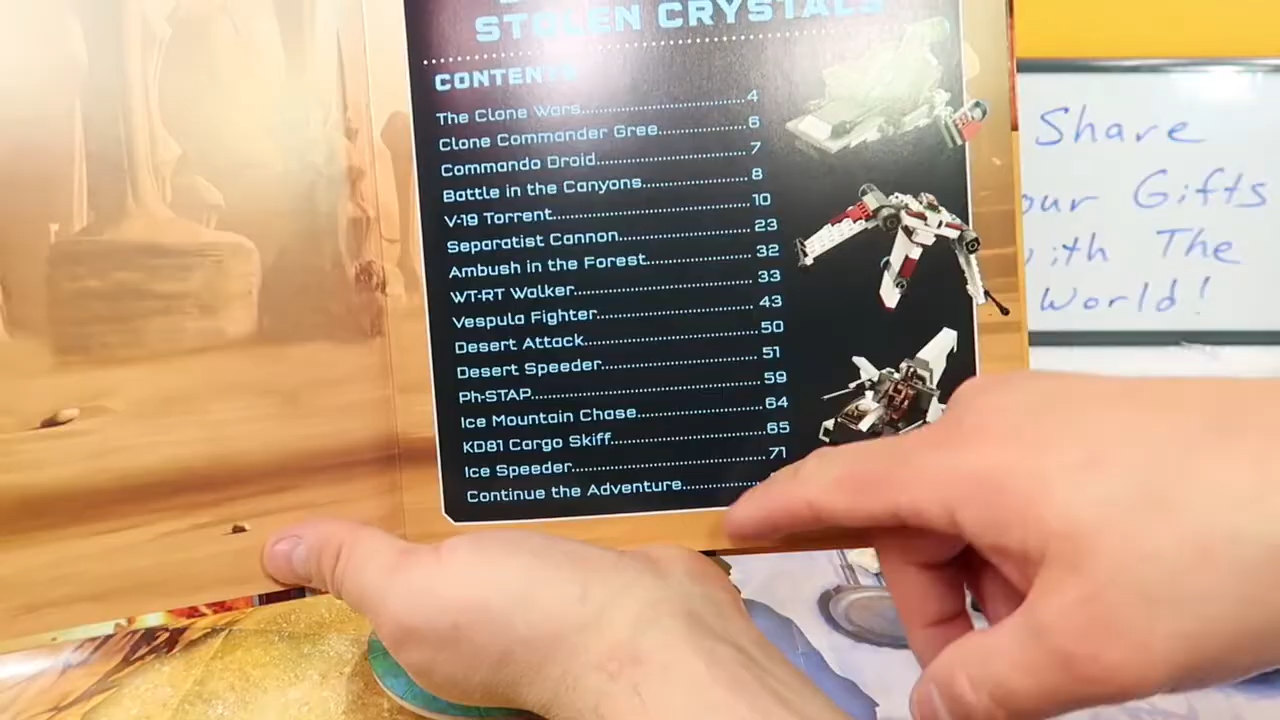 STOLEN CRYSTALS
CONTENTS
The Clone Wars 4
Clone Commander Gree 6
Commando Droid 7
Battle in the Canyons 8
V-19 Torrent 10
Separatist Cannon 23
Ambush in the Forest 32
WT-RT Walker 33
Vespula Fighter 43
Desert Attack 50
Desert Speeder 51
Ph-STAP 59
Ice Mountain Chase 64
KD81 Cargo Skiff 65
Ice Speeder 71
Continue the Adventure
Share
our Gifts
with The
World!